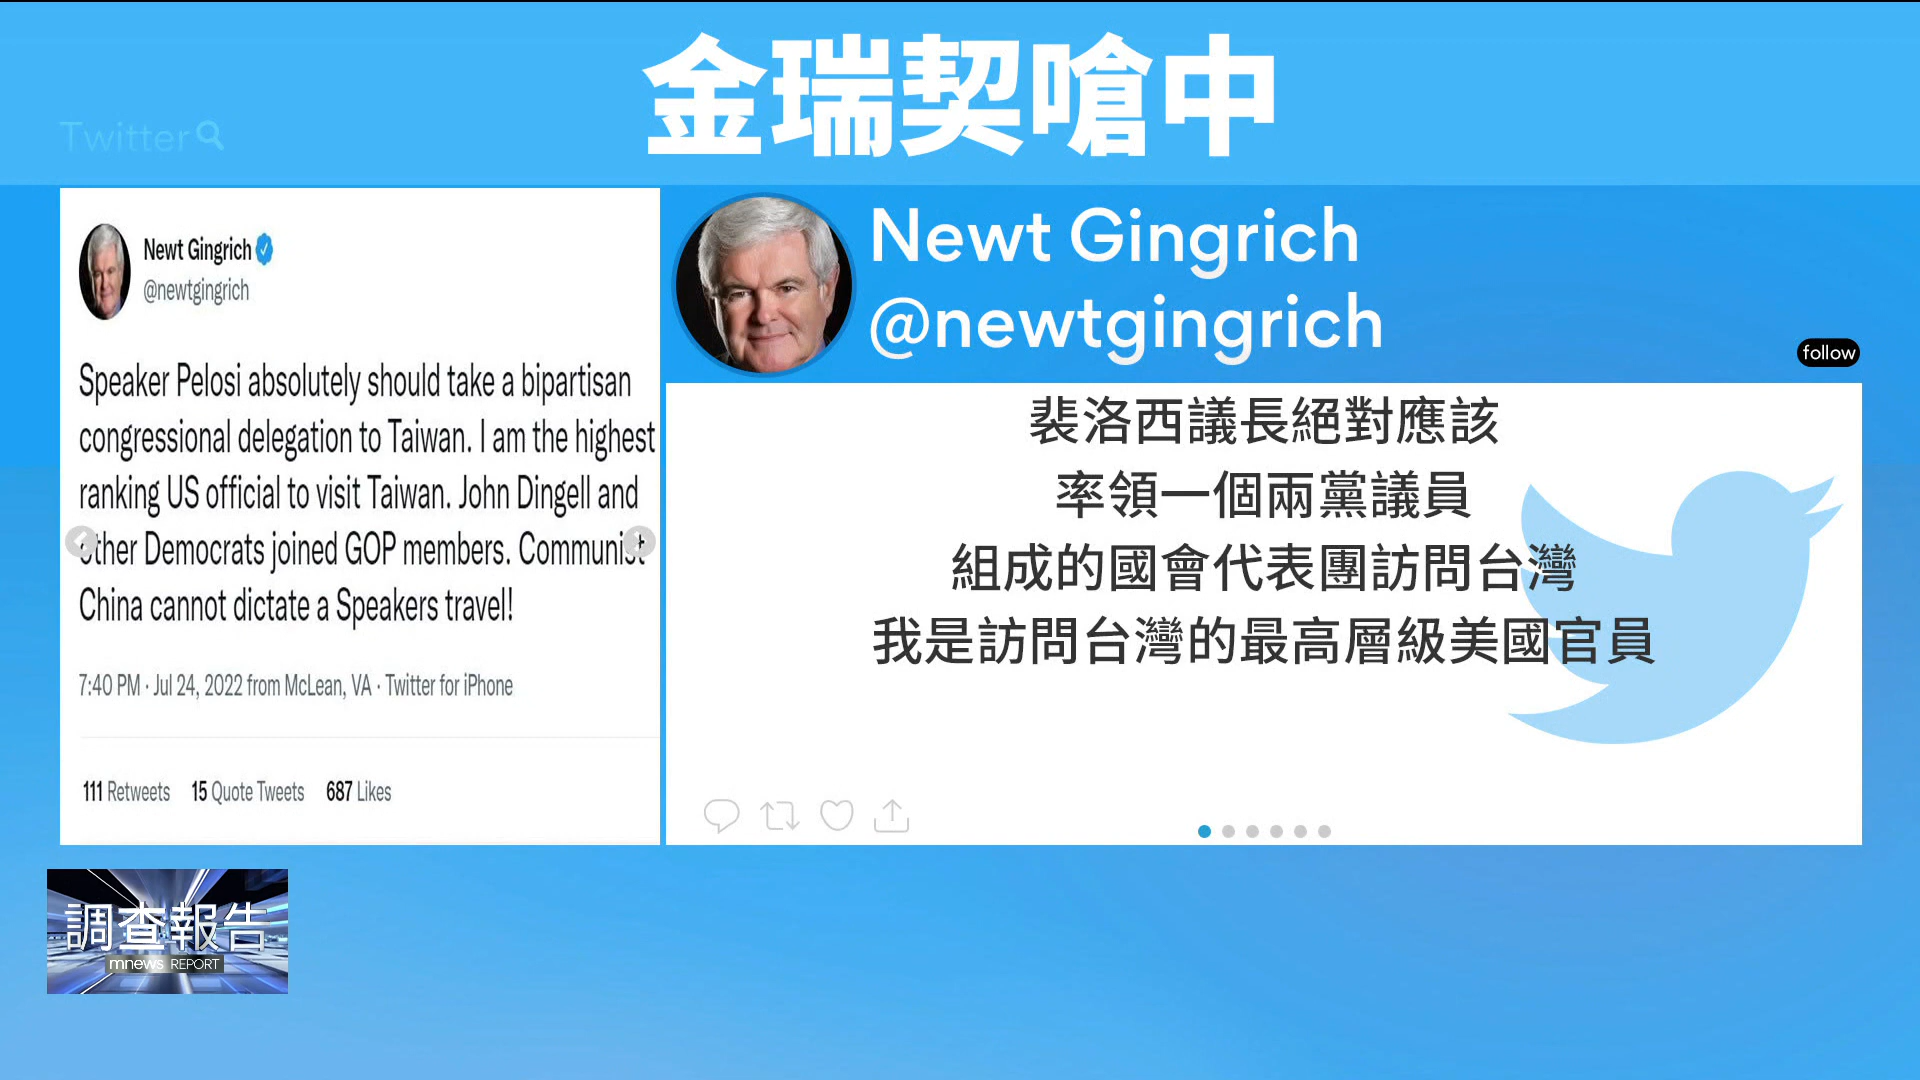 金瑞契嗆中
Twitter
Newt Gingrich
@newtgingrich
Speaker Pelosi absolutely should take a bipartisan
congressional delegation to Taiwan. I am the highest
ranking US official to visit Taiwan. John Dingell and
other Democrats joined GOP members. Communist
China cannot dictate a Speakers travel!
7:40 PM · Jul 24, 2022 from McLean, VA · Twitter for iPhone
111 Retweets 15 Quote Tweets 687 Likes
Newt Gingrich
@newtgingrich
follow
裴洛西議長絕對應該
率領一個兩黨議員
組成的國會代表團訪問台灣
我是訪問台灣的最高層級美國官員
調查報告
mnews REPORT